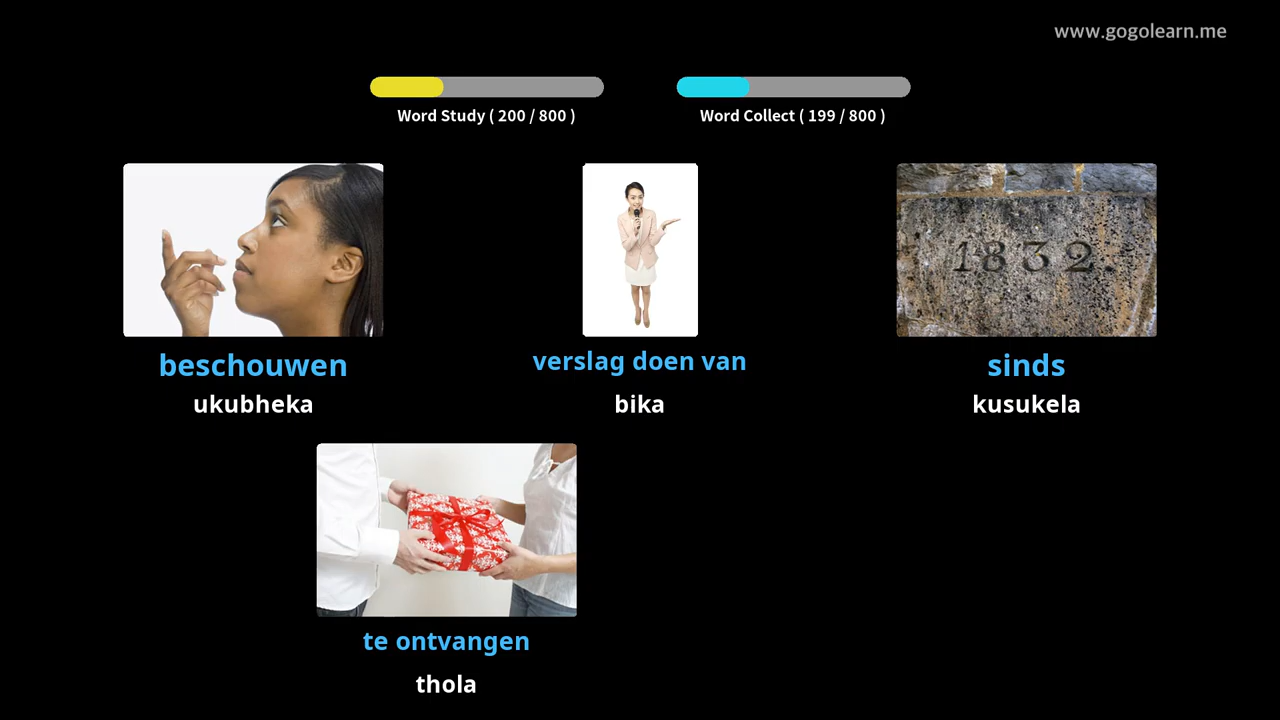 www.gogolearn.me
Word Study ( 200 / 800 )
Word Collect ( 199 / 800 )
1832.
beschouwen
ukubheka
verslag doen van
bika
sinds
kusukela
te ontvangen
thola